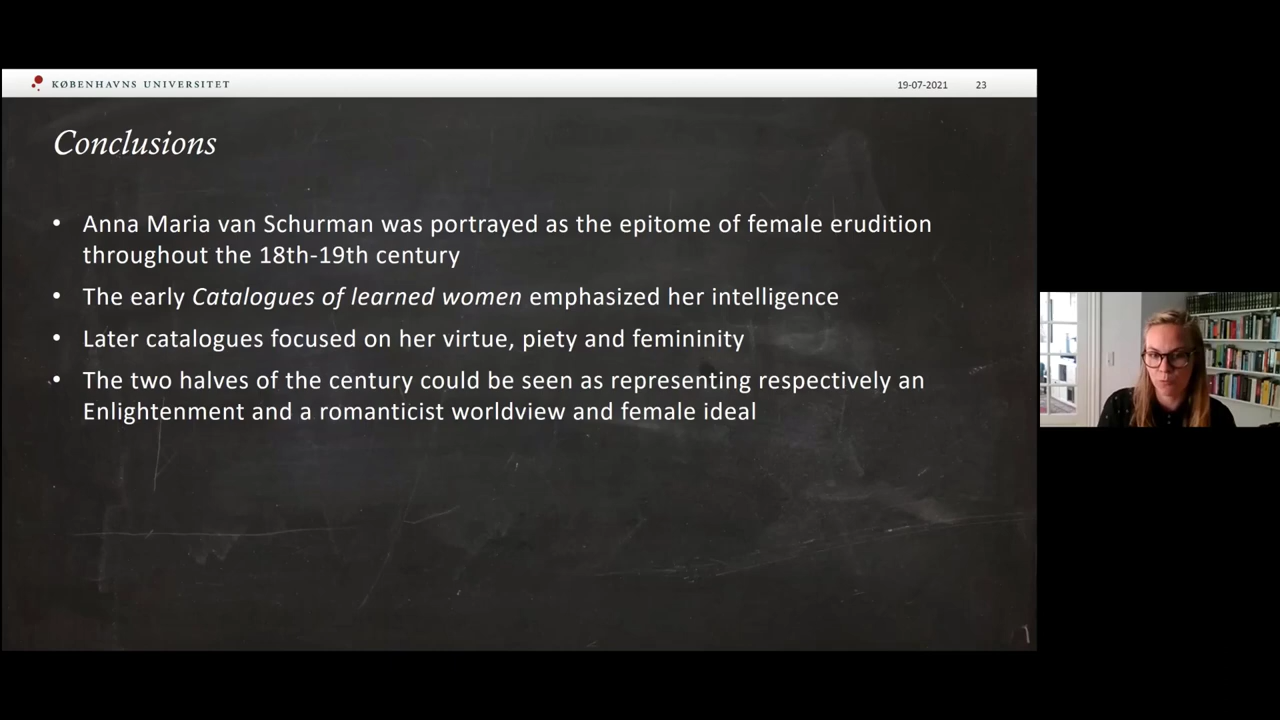 KØBENHAVNS UNIVERSITET
19-07-2021 23
Conclusions
• Anna Maria van Schurman was portrayed as the epitome of female erudition
throughout the 18th-19th century
• The early Catalogues of learned women emphasized her intelligence
• Later catalogues focused on her virtue, piety and femininity
• The two halves of the century could be seen as representing respectively an
Enlightenment and a romanticist worldview and female ideal